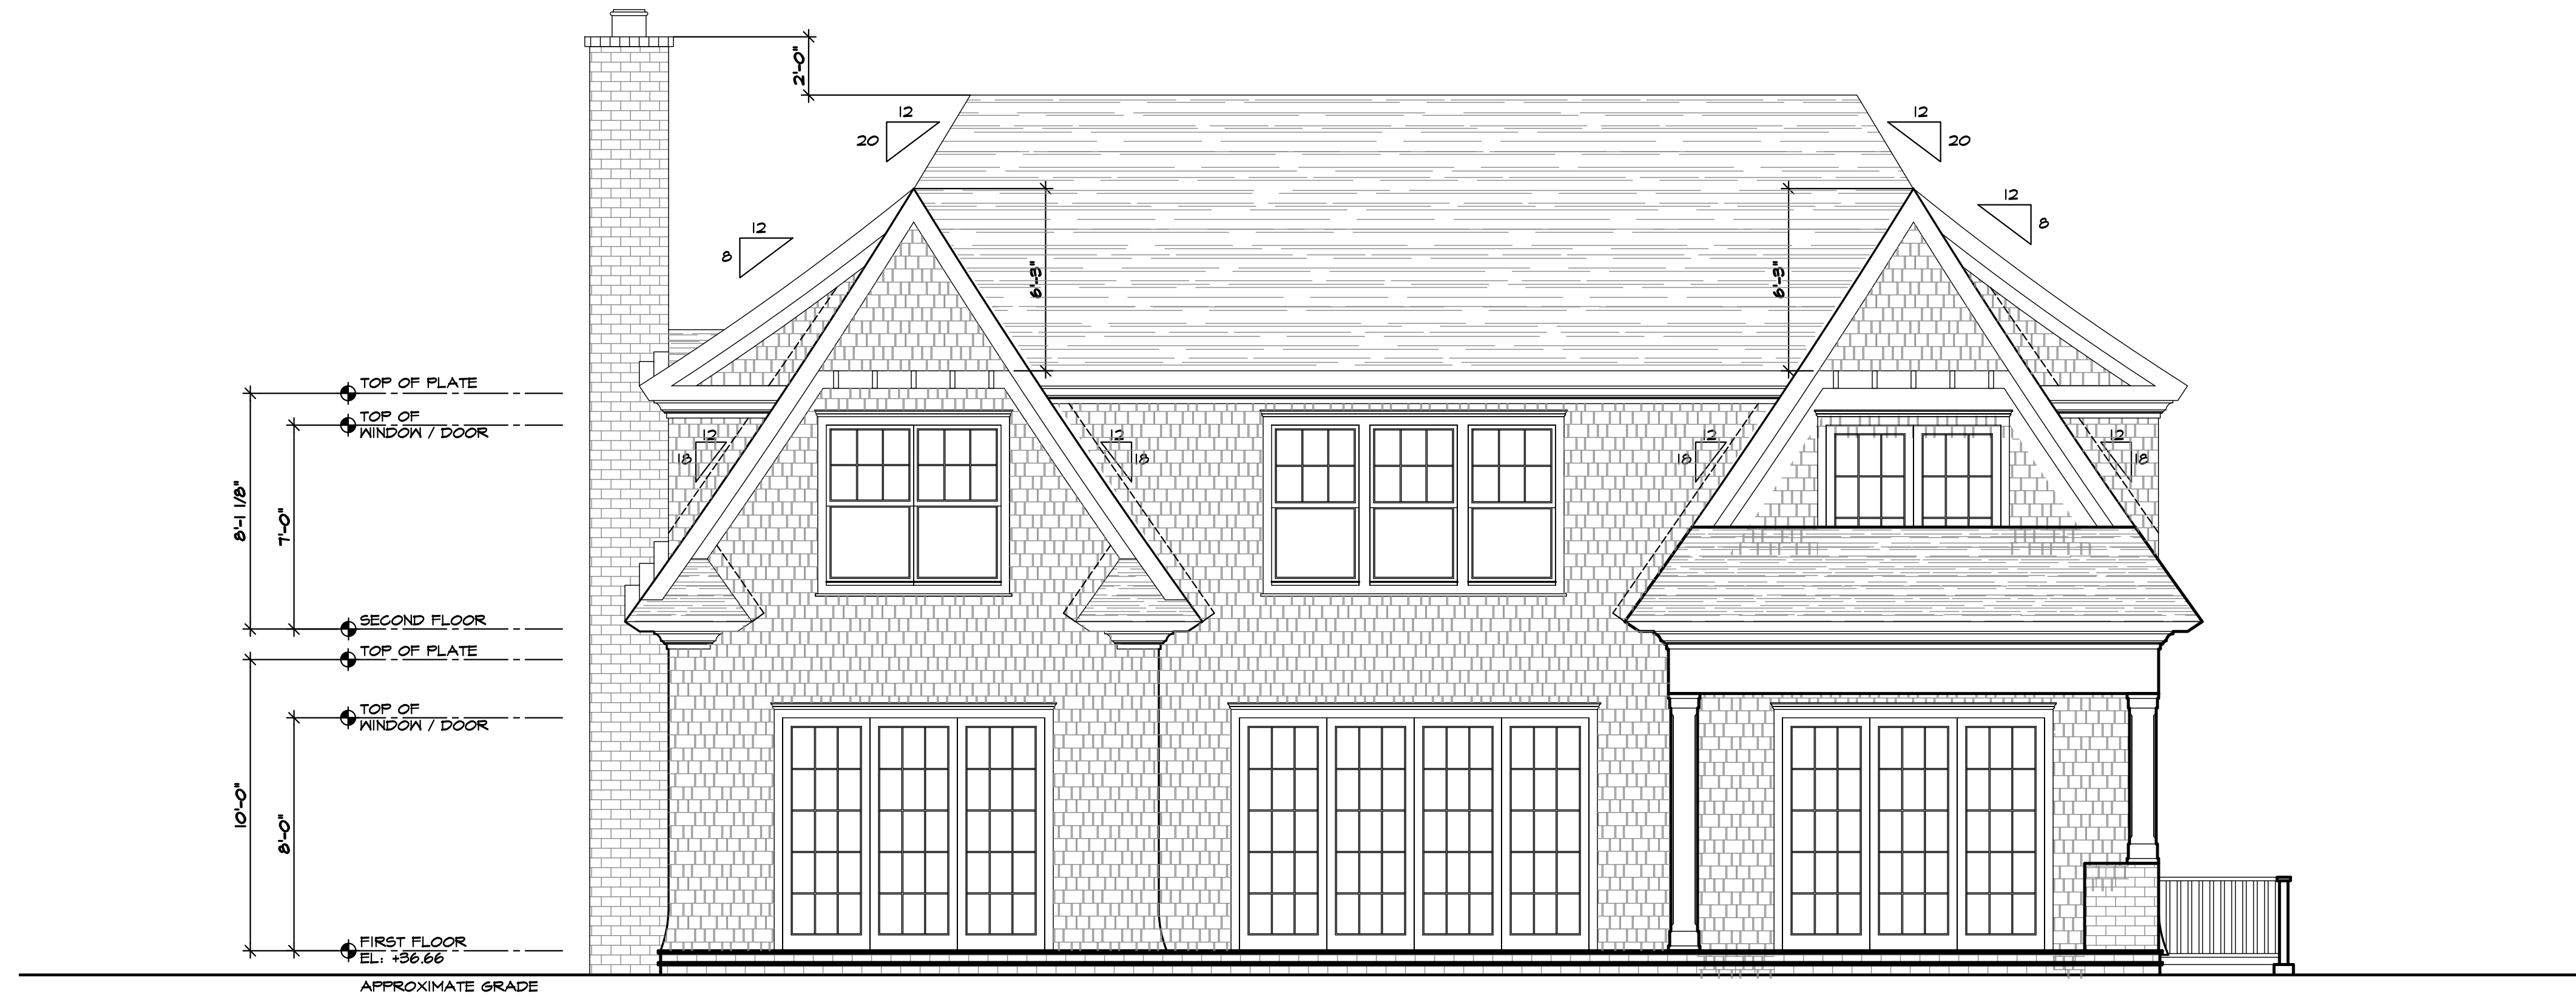 2'-0"
12
20
12
20
12
8
12
8
6'-3"
6'-3"
TOP OF PLATE
TOP OF
WINDOW / DOOR
12
18
12
18
12
18
12
18
8'-1 1/8"
7'-0"
SECOND FLOOR
TOP OF PLATE
TOP OF
WINDOW / DOOR
10'-0"
8'-0"
FIRST FLOOR
EL: +36.66
APPROXIMATE GRADE